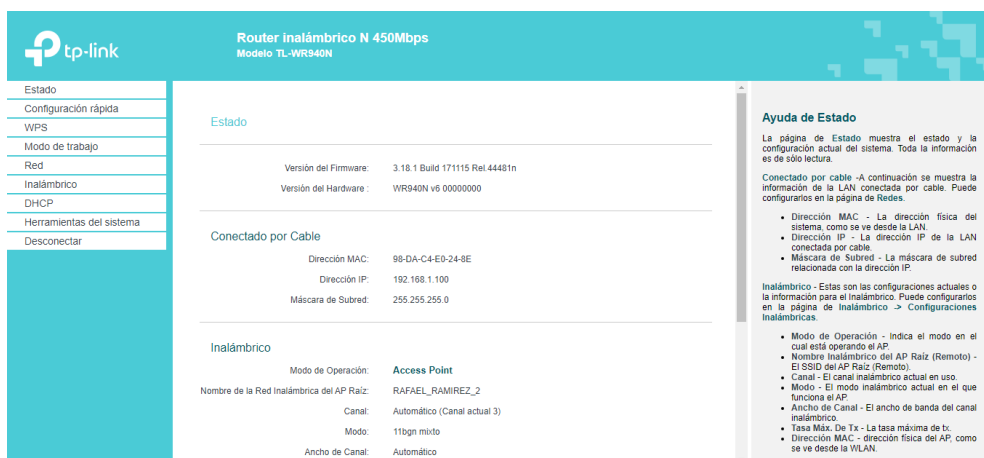 tp-link
Router inalámbrico N 450Mbps
Modelo TL-WR940N
Estado
Configuración rápida
WPS
Modo de trabajo
Red
Inalámbrico
DHCP
Herramientas del sistema
Desconectar
Estado
Versión del Firmware: 3.18.1 Build 171115 Rel.44481n
Versión del Hardware : WR940N v6 00000000
Conectado por Cable
Dirección MAC: 98-DA-C4-E0-24-8E
Dirección IP: 192.168.1.100
Máscara de Subred: 255.255.255.0
Inalámbrico
Modo de Operación: Access Point
Nombre de la Red Inalámbrica del AP Raíz: RAFAEL_RAMIREZ_2
Canal: Automático (Canal actual 3)
Modo: 11bgn mixto
Ancho de Canal: Automático
Ayuda de Estado
La página de Estado muestra el estado y la
configuración actual del sistema. Toda la información
es de sólo lectura.
Conectado por cable -A continuación se muestra la
información de la LAN conectada por cable. Puede
configurarlos en la página de Redes.
• Dirección MAC - La dirección física del
sistema, como se ve desde la LAN.
• Dirección IP - La dirección IP de la LAN
conectada por cable.
• Máscara de Subred - La máscara de subred
relacionada con la dirección IP.
Inalámbrico - Estas son las configuraciones actuales o
la información para el Inalámbrico. Puede configurarlos
en la página de Inalámbrico -> Configuraciones
Inalámbricas.
• Modo de Operación - Indica el modo en el
cual está operando el AP.
• Nombre Inalámbrico del AP Raíz (Remoto) -
El SSID del AP Raíz (Remoto).
• Canal - El canal inalámbrico actual en uso.
• Modo - El modo inalámbrico actual en el que
funciona el AP.
• Ancho de Canal - El ancho de banda del canal
inalámbrico.
• Tasa Máx. De Tx - La tasa máxima de tx.
• Dirección MAC - dirección física del AP, como
se ve desde la WLAN.